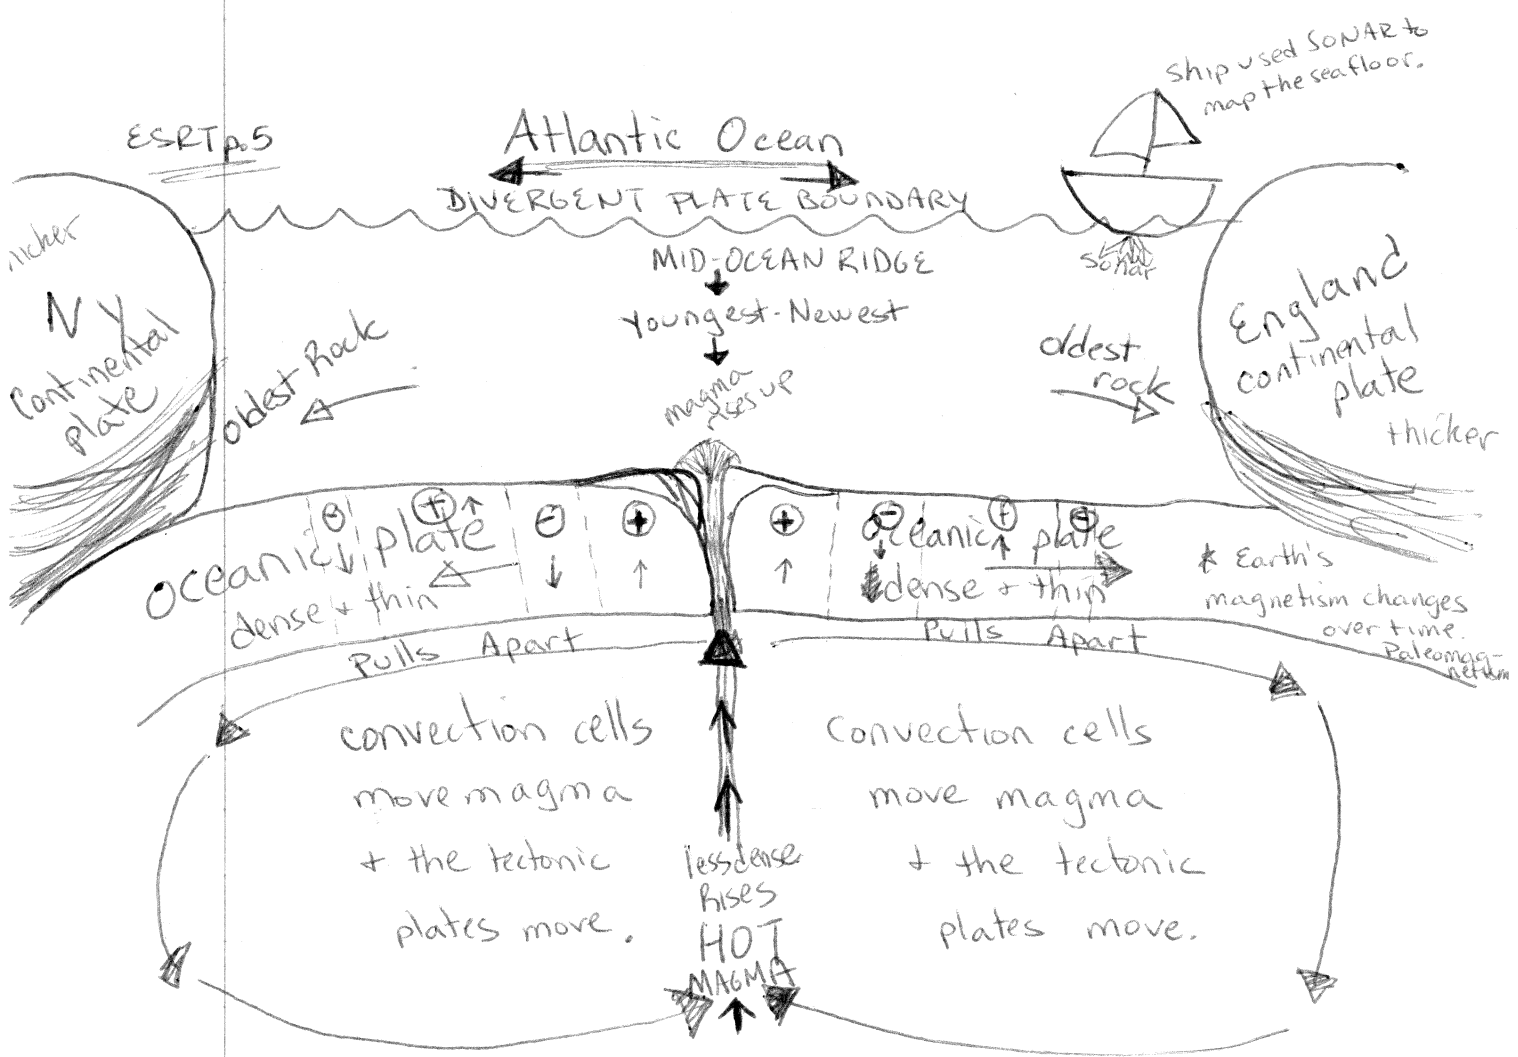 ship used SONAR to
map the seafloor.
ESRT p.5
Atlantic Ocean
DIVERGENT PLATE BOUNDARY
sonar
MID-OCEAN RIDGE
Youngest-Newest
magma
rises up
NY
Continental
plate
oldest Rock
oldest
rock
England
continental
plate
thicker
⊖ ⊕ ⊖ ⊕ ⊕ ⊖ ⊕ ⊖
Oceanic plate
dense + thin
Oceanic plate
dense + thin
* Earth's
magnetism changes
over time.
Paleomag-
netism
Pulls Apart
Pulls Apart
convection cells
move magma
+ the tectonic
plates move.
convection cells
move magma
+ the tectonic
plates move.
less dense
Rises
HOT
MAGMA